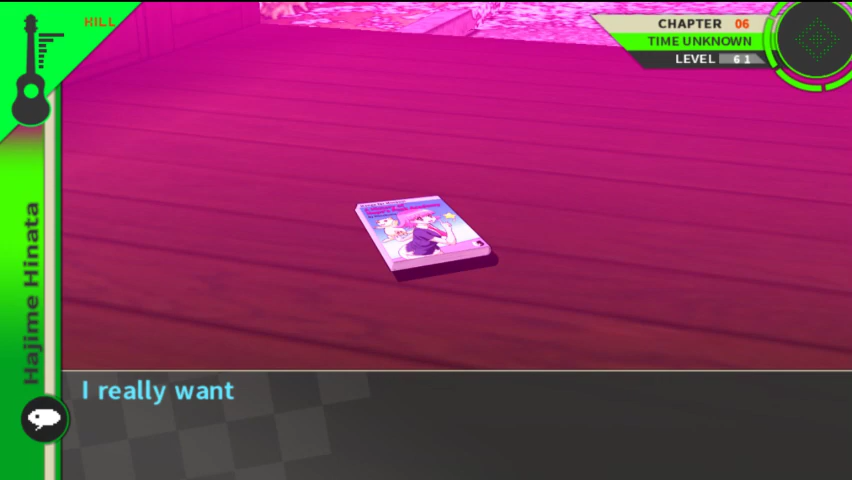 KILL
CHAPTER 06
TIME UNKNOWN
LEVEL 61
Hajime Hinata
I really want